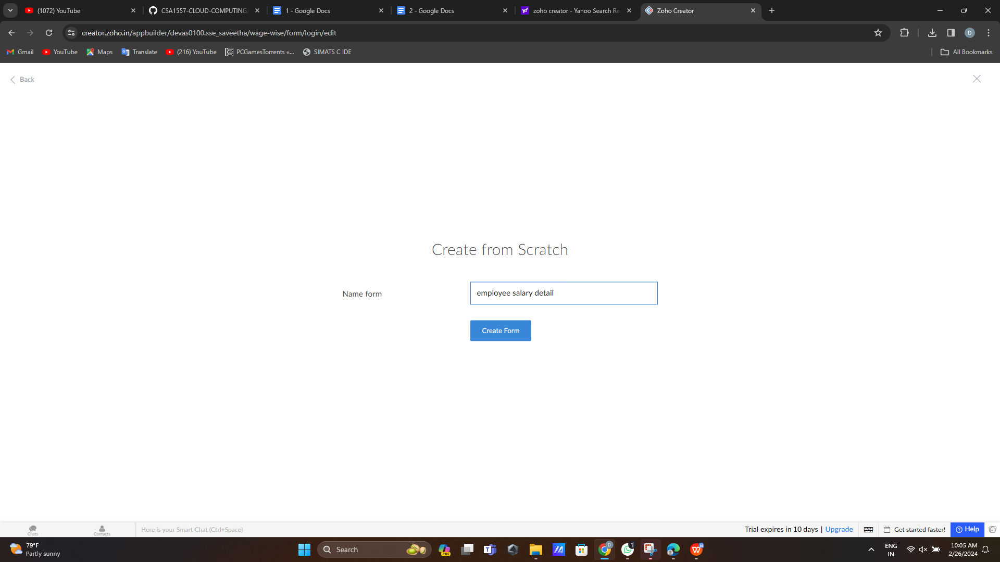 (1072) YouTube
CSA1557-CLOUD-COMPUTING
1 - Google Docs
2 - Google Docs
zoho creator - Yahoo Search Re
Zoho Creator
creator.zoho.in/appbuilder/devas0100.sse_saveetha/wage-wise/form/login/edit
D
Gmail
YouTube
Maps
Translate
(216) YouTube
PCGamesTorrents «...
SIMATS C IDE
All Bookmarks
Back
Create from Scratch
Name form
employee salary detail
Create Form
Chats
Contacts
Here is your Smart Chat (Ctrl+Space)
Trial expires in 10 days | Upgrade
Get started faster!
Help
79°F
Partly sunny
Search
PRE
D
1
ENG
IN
10:05 AM
2/26/2024